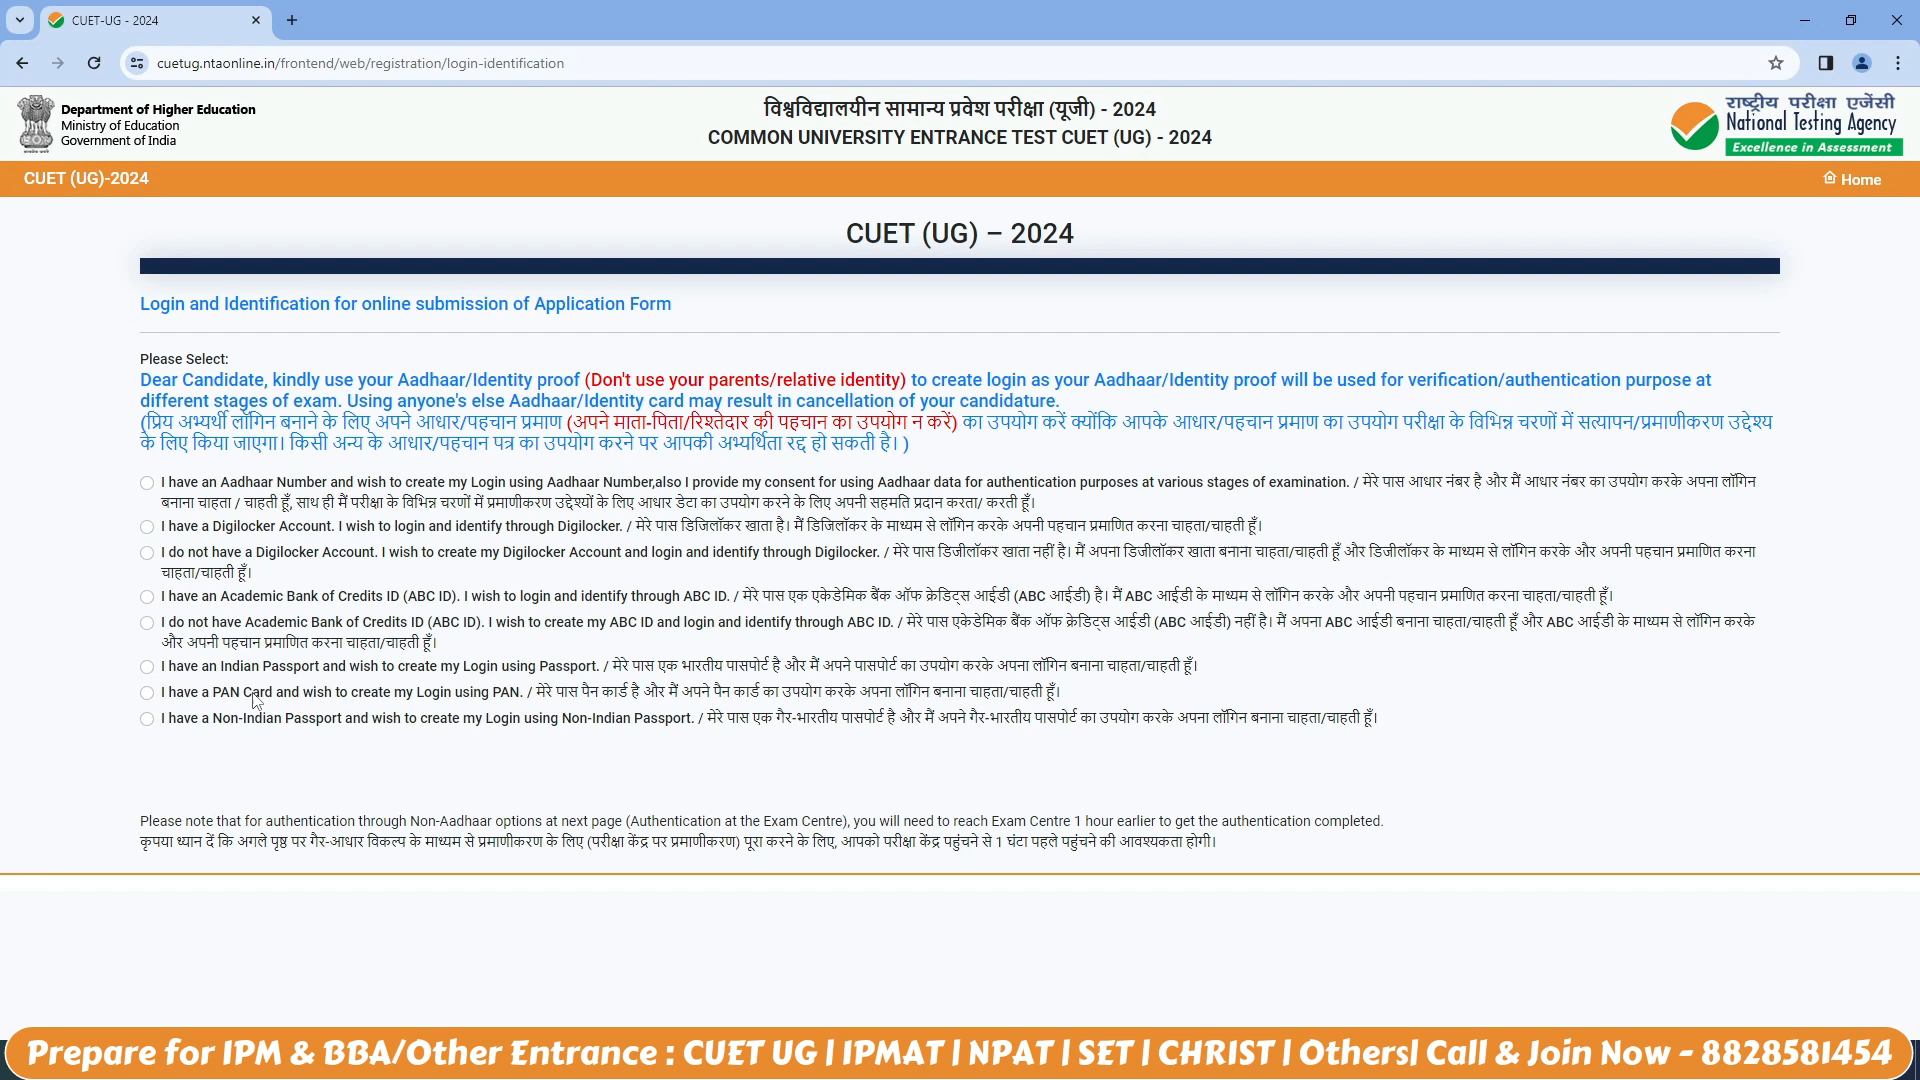 CUET-UG - 2024
cuetug.ntaonline.in/frontend/web/registration/login-identification
Department of Higher Education
Ministry of Education
Government of India
विश्वविद्यालयीन सामान्य प्रवेश परीक्षा (यूजी) - 2024
COMMON UNIVERSITY ENTRANCE TEST CUET (UG) - 2024
राष्ट्रीय परीक्षा एजेंसी
National Testing Agency
Excellence in Assessment
CUET (UG)-2024
Home
CUET (UG) – 2024
Login and Identification for online submission of Application Form
Please Select:
Dear Candidate, kindly use your Aadhaar/Identity proof (Don't use your parents/relative identity) to create login as your Aadhaar/Identity proof will be used for verification/authentication purpose at
different stages of exam. Using anyone's else Aadhaar/Identity card may result in cancellation of your candidature.
(प्रिय अभ्यर्थी लॉगिन बनाने के लिए अपने आधार/पहचान प्रमाण (अपने माता-पिता/रिश्तेदार की पहचान का उपयोग न करें) का उपयोग करें क्योंकि आपके आधार/पहचान प्रमाण का उपयोग परीक्षा के विभिन्न चरणों में सत्यापन/प्रमाणीकरण उद्देश्य
के लिए किया जाएगा। किसी अन्य के आधार/पहचान पत्र का उपयोग करने पर आपकी अभ्यर्थिता रद्द हो सकती है। )
I have an Aadhaar Number and wish to create my Login using Aadhaar Number,also I provide my consent for using Aadhaar data for authentication purposes at various stages of examination. / मेरे पास आधार नंबर है और मैं आधार नंबर का उपयोग करके अपना लॉगिन
बनाना चाहता / चाहती हूँ, साथ ही मैं परीक्षा के विभिन्न चरणों में प्रमाणीकरण उद्देश्यों के लिए आधार डेटा का उपयोग करने के लिए अपनी सहमति प्रदान करता/ करती हूँ।
I have a Digilocker Account. I wish to login and identify through Digilocker. / मेरे पास डिजिलॉकर खाता है। मैं डिजिलॉकर के माध्यम से लॉगिन करके अपनी पहचान प्रमाणित करना चाहता/चाहती हूँ।
I do not have a Digilocker Account. I wish to create my Digilocker Account and login and identify through Digilocker. / मेरे पास डिजीलॉकर खाता नहीं है। मैं अपना डिजीलॉकर खाता बनाना चाहता/चाहती हूँ और डिजीलॉकर के माध्यम से लॉगिन करके और अपनी पहचान प्रमाणित करना
चाहता/चाहती हूँ।
I have an Academic Bank of Credits ID (ABC ID). I wish to login and identify through ABC ID. / मेरे पास एक एकेडेमिक बैंक ऑफ क्रेडिट्स आईडी (ABC आईडी) है। मैं ABC आईडी के माध्यम से लॉगिन करके और अपनी पहचान प्रमाणित करना चाहता/चाहती हूँ।
I do not have Academic Bank of Credits ID (ABC ID). I wish to create my ABC ID and login and identify through ABC ID. / मेरे पास एकेडेमिक बैंक ऑफ क्रेडिट्स आईडी (ABC आईडी) नहीं है। मैं अपना ABC आईडी बनाना चाहता/चाहती हूँ और ABC आईडी के माध्यम से लॉगिन करके
और अपनी पहचान प्रमाणित करना चाहता/चाहती हूँ।
I have an Indian Passport and wish to create my Login using Passport. / मेरे पास एक भारतीय पासपोर्ट है और मैं अपने पासपोर्ट का उपयोग करके अपना लॉगिन बनाना चाहता/चाहती हूँ।
I have a PAN Card and wish to create my Login using PAN. / मेरे पास पैन कार्ड है और मैं अपने पैन कार्ड का उपयोग करके अपना लॉगिन बनाना चाहता/चाहती हूँ।
I have a Non-Indian Passport and wish to create my Login using Non-Indian Passport. / मेरे पास एक गैर-भारतीय पासपोर्ट है और मैं अपने गैर-भारतीय पासपोर्ट का उपयोग करके अपना लॉगिन बनाना चाहता/चाहती हूँ।
Please note that for authentication through Non-Aadhaar options at next page (Authentication at the Exam Centre), you will need to reach Exam Centre 1 hour earlier to get the authentication completed.
कृपया ध्यान दें कि अगले पृष्ठ पर गैर-आधार विकल्प के माध्यम से प्रमाणीकरण के लिए (परीक्षा केंद्र पर प्रमाणीकरण) पूरा करने के लिए, आपको परीक्षा केंद्र पहुंचने से 1 घंटा पहले पहुंचने की आवश्यकता होगी।
Prepare for IPM & BBA/Other Entrance : CUET UG | IPMAT | NPAT | SET | CHRIST | Others| Call & Join Now - 8828581454